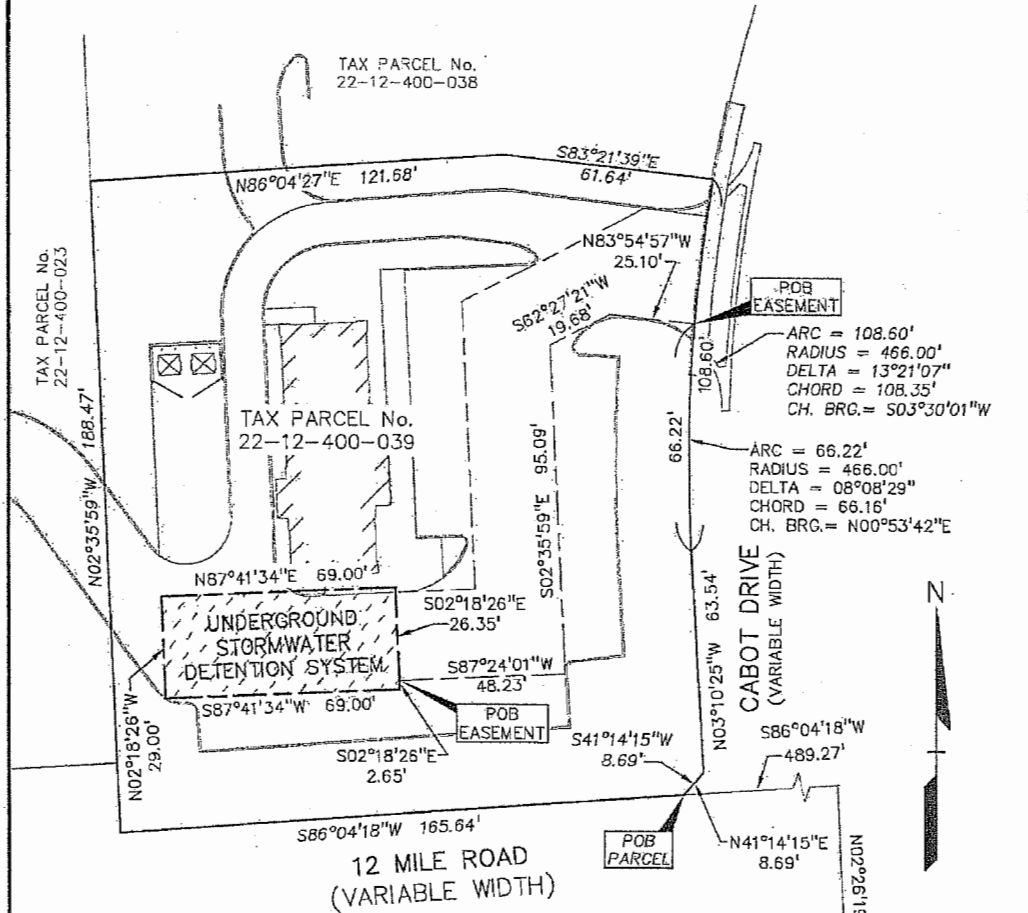 TAX PARCEL No.
22-12-400-038
N86°04'27"E 121.68'
S83°21'39"E
61.64'
TAX PARCEL No.
22-12-400-023
N83°54'57"W
25.10'
S62°27'21"W
19.68'
POB
EASEMENT
108.60'
ARC = 108.60'
RADIUS = 466.00'
DELTA = 13°21'07"
CHORD = 108.35'
CH. BRG.= S03°30'01"W
TAX PARCEL No.
22-12-400-039
N02°35'59"W 188.47'
S02°35'59"E 95.09'
66.22'
ARC = 66.22'
RADIUS = 466.00'
DELTA = 08°08'29"
CHORD = 66.16'
CH. BRG.= N00°53'42"E
N87°41'34"E 69.00'
S02°18'26"E
26.35'
UNDERGROUND
STORMWATER
DETENTION SYSTEM
S87°24'01"W
48.23'
S87°41'34"W 69.00'
N02°18'26"W
29.00'
POB
EASEMENT
S02°18'26"E
2.65'
N03°10'25"W 63.54'
CABOT DRIVE
(VARIABLE WIDTH)
N
S41°14'15"W
8.69'
S86°04'18"W
489.27'
S86°04'18"W 165.64'
POB
PARCEL
N41°14'15"E
8.69'
12 MILE ROAD
(VARIABLE WIDTH)